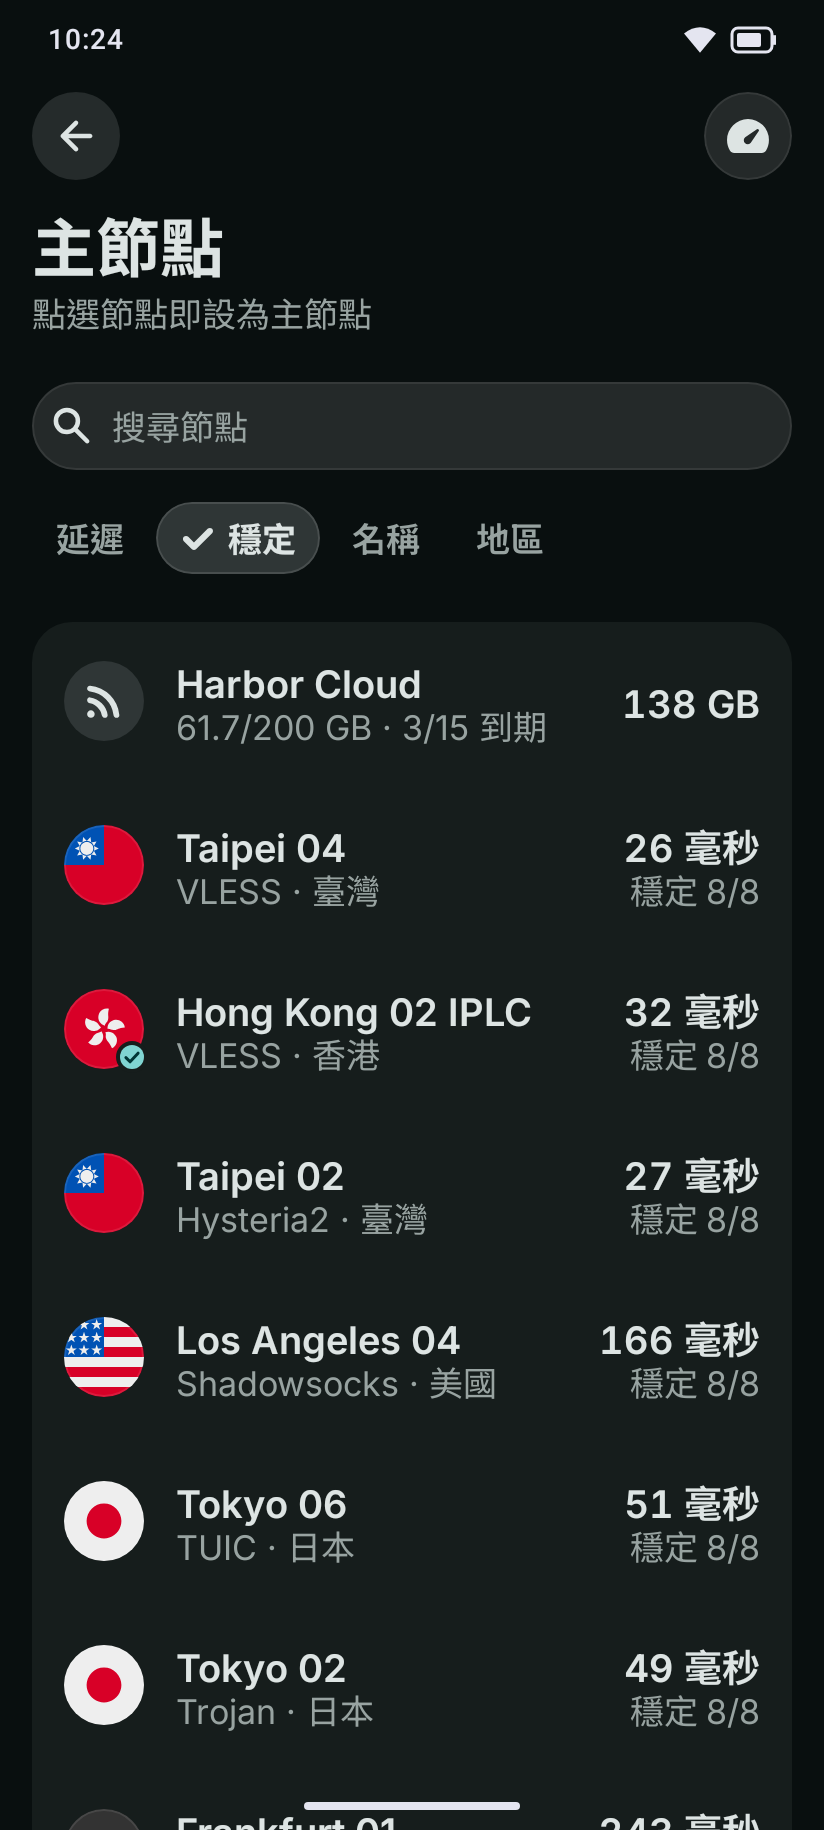 10:24
主節點
點選節點即設為主節點
搜尋節點
延遲 穩定 名稱 地區
Harbor Cloud
138 GB
61.7/200 GB · 3/15 到期
Taipei 04
26 毫秒
VLESS · 臺灣
穩定 8/8
Hong Kong 02 IPLC
32 毫秒
VLESS · 香港
穩定 8/8
Taipei 02
27 毫秒
Hysteria2 · 臺灣
穩定 8/8
Los Angeles 04
166 毫秒
Shadowsocks · 美國
穩定 8/8
Tokyo 06
51 毫秒
TUIC · 日本
穩定 8/8
Tokyo 02
49 毫秒
Trojan · 日本
穩定 8/8
Frankfurt 01
243 毫秒